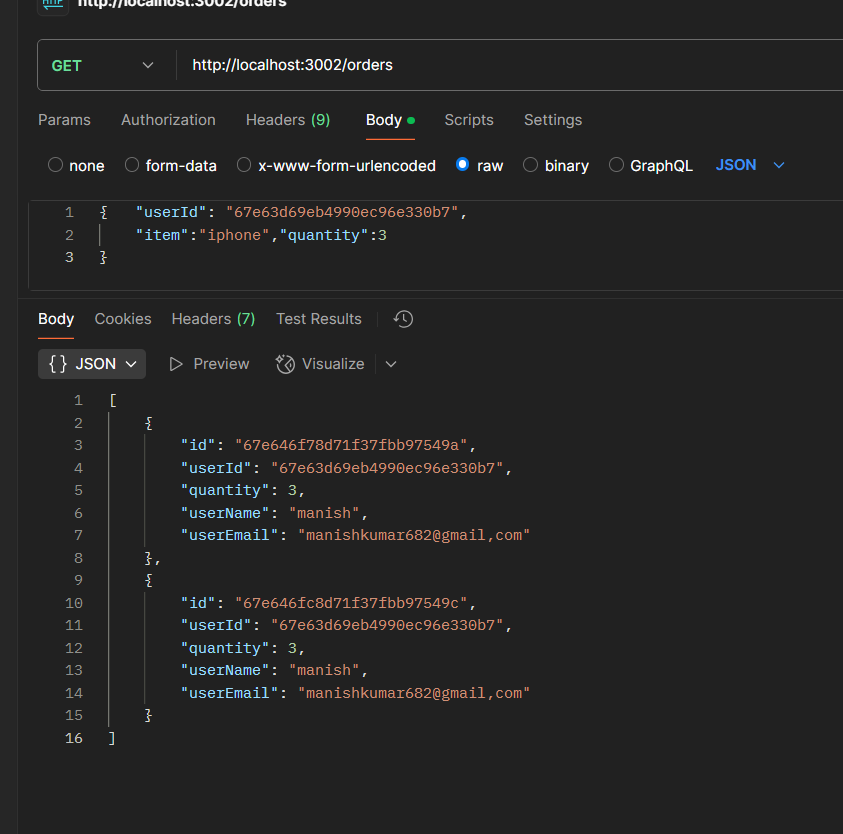 HTTP http://localhost:3002/orders
GET http://localhost:3002/orders
Params Authorization Headers (9) Body Scripts Settings
none form-data x-www-form-urlencoded raw binary GraphQL JSON
1 { "userId": "67e63d69eb4990ec96e330b7",
2 "item":"iphone","quantity":3
3 }
Body Cookies Headers (7) Test Results
{} JSON Preview Visualize
1 [
2 {
3 "id": "67e646f78d71f37fbb97549a",
4 "userId": "67e63d69eb4990ec96e330b7",
5 "quantity": 3,
6 "userName": "manish",
7 "userEmail": "manishkumar682@gmail,com"
8 },
9 {
10 "id": "67e646fc8d71f37fbb97549c",
11 "userId": "67e63d69eb4990ec96e330b7",
12 "quantity": 3,
13 "userName": "manish",
14 "userEmail": "manishkumar682@gmail,com"
15 }
16 ]